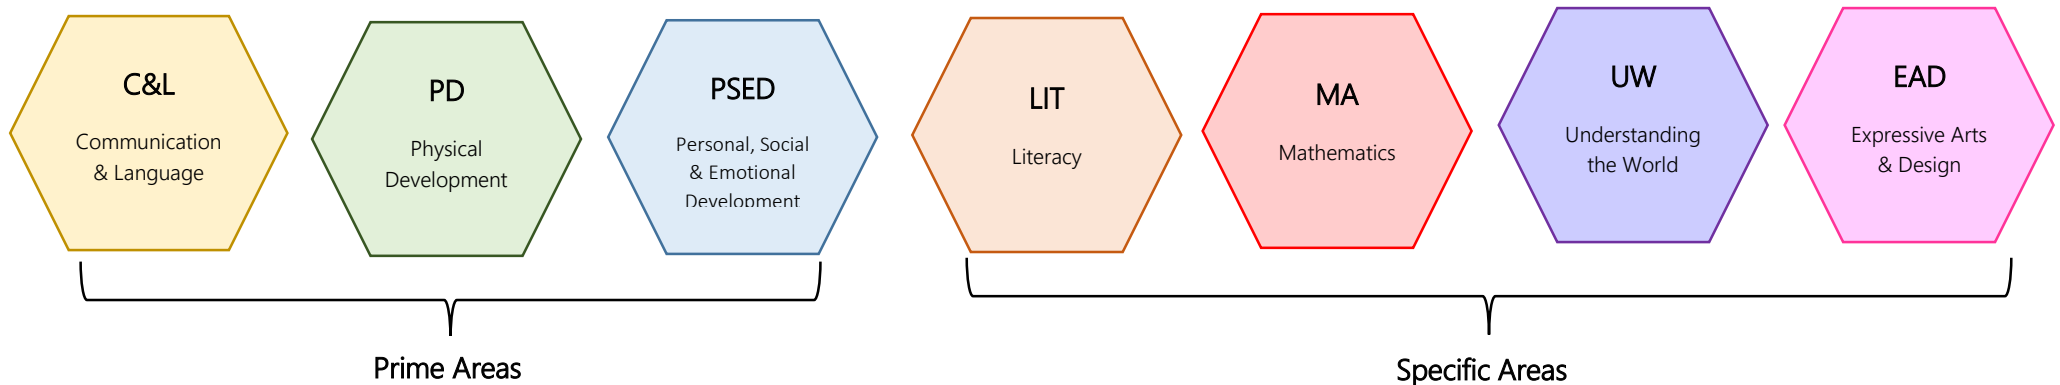 C&L
Communication
& Language
PD
Physical
Development
PSED
Personal, Social
& Emotional
Development
LIT
Literacy
MA
Mathematics
UW
Understanding
the World
EAD
Expressive Arts
& Design
Prime Areas
Specific Areas